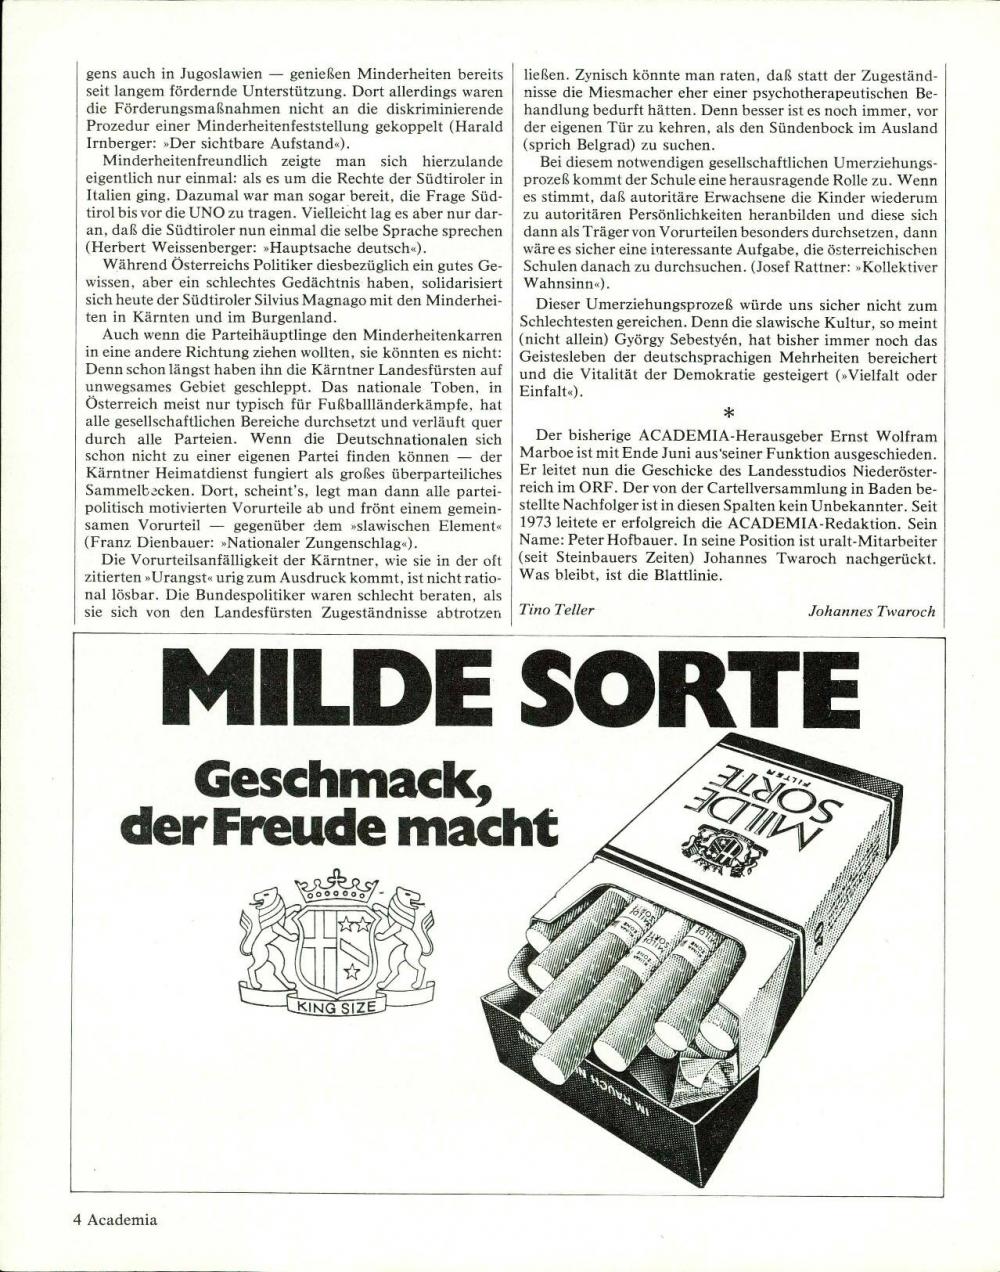 gens auch in Jugoslawien — genießen Minderheiten bereits
seit langem fördernde Unterstützung. Dort allerdings waren
die Förderungsmaßnahmen nicht an die diskriminierende
Prozedur einer Minderheitenfeststellung gekoppelt (Harald
Irnberger: »Der sichtbare Aufstand«).
Minderheitenfreundlich zeigte man sich hierzulande
eigentlich nur einmal: als es um die Rechte der Südtiroler in
Italien ging. Dazumal war man sogar bereit, die Frage Süd-
tirol bis vor die UNO zu tragen. Vielleicht lag es aber nur dar-
an, daß die Südtiroler nun einmal die selbe Sprache sprechen
(Herbert Weissenberger: »Hauptsache deutsch«).
Während Österreichs Politiker diesbezüglich ein gutes Ge-
wissen, aber ein schlechtes Gedächtnis haben, solidarisiert
sich heute der Südtiroler Silvius Magnago mit den Minderhei-
ten in Kärnten und im Burgenland.
Auch wenn die Parteihäuptlinge den Minderheitenkarren
in eine andere Richtung ziehen wollten, sie könnten es nicht:
Denn schon längst haben ihn die Kärntner Landesfürsten auf
unwegsames Gebiet geschleppt. Das nationale Toben, in
Österreich meist nur typisch für Fußballländerkämpfe, hat
alle gesellschaftlichen Bereiche durchsetzt und verläuft quer
durch alle Parteien. Wenn die Deutschnationalen sich
schon nicht zu einer eigenen Partei finden können — der
Kärntner Heimatdienst fungiert als großes überparteiliches
Sammelbecken. Dort, scheint's, legt man dann alle partei-
politisch motivierten Vorurteile ab und frönt einem gemein-
samen Vorurteil — gegenüber dem »slawischen Element«
(Franz Dienbauer: »Nationaler Zungenschlag«).
Die Vorurteilsanfälligkeit der Kärntner, wie sie in der oft
zitierten »Urangst« urig zum Ausdruck kommt, ist nicht ratio-
nal lösbar. Die Bundespolitiker waren schlecht beraten, als
sie sich von den Landesfürsten Zugeständnisse abtrotzen
ließen. Zynisch könnte man raten, daß statt der Zugeständ-
nisse die Miesmacher eher einer psychotherapeutischen Be-
handlung bedurft hätten. Denn besser ist es noch immer, vor
der eigenen Tür zu kehren, als den Sündenbock im Ausland
(sprich Belgrad) zu suchen.
Bei diesem notwendigen gesellschaftlichen Umerziehungs-
prozeß kommt der Schule eine herausragende Rolle zu. Wenn
es stimmt, daß autoritäre Erwachsene die Kinder wiederum
zu autoritären Persönlichkeiten heranbilden und diese sich
dann als Träger von Vorurteilen besonders durchsetzen, dann
wäre es sicher eine interessante Aufgabe, die österreichischen
Schulen danach zu durchsuchen. (Josef Rattner: »Kollektiver
Wahnsinn«).
Dieser Umerziehungsprozeß würde uns sicher nicht zum
Schlechtesten gereichen. Denn die slawische Kultur, so meint
(nicht allein) György Sebestyén, hat bisher immer noch das
Geistesleben der deutschsprachigen Mehrheiten bereichert
und die Vitalität der Demokratie gesteigert (»Vielfalt oder
Einfalt«).
*
Der bisherige ACADEMIA-Herausgeber Ernst Wolfram
Marboe ist mit Ende Juni aus seiner Funktion ausgeschieden.
Er leitet nun die Geschicke des Landesstudios Niederöster-
reich im ORF. Der von der Cartellversammlung in Baden be-
stellte Nachfolger ist in diesen Spalten kein Unbekannter. Seit
1973 leitete er erfolgreich die ACADEMIA-Redaktion. Sein
Name: Peter Hofbauer. In seine Position ist uralt-Mitarbeiter
(seit Steinbauers Zeiten) Johannes Twaroch nachgerückt.
Was bleibt, ist die Blattlinie.
Tino Teller Johannes Twaroch
MILDE SORTE
Geschmack,
der Freude macht
KING SIZE
MILDE
SORTE
FILTER
IM RAUCH
4 Academia